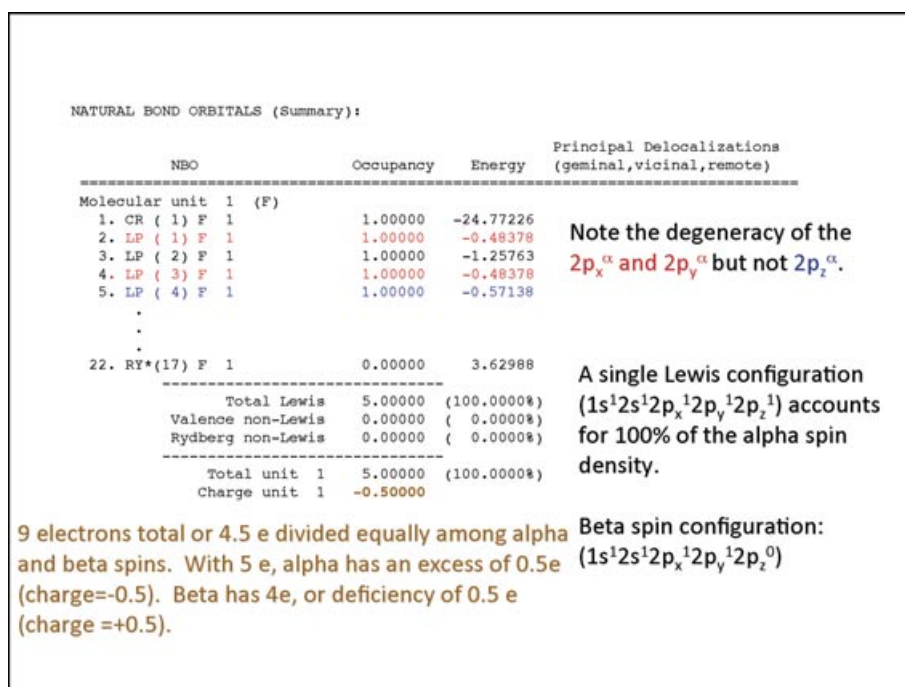 NATURAL BOND ORBITALS (Summary):
Principal Delocalizations
NBO Occupancy Energy (geminal,vicinal,remote)
===============================================================================
Molecular unit 1 (F)
1. CR ( 1) F 1 1.00000 -24.77226
2. LP ( 1) F 1 1.00000 -0.48378
3. LP ( 2) F 1 1.00000 -1.25763
4. LP ( 3) F 1 1.00000 -0.48378
5. LP ( 4) F 1 1.00000 -0.57138
.
.
.
22. RY*(17) F 1 0.00000 3.62988
-------------------------------
Total Lewis 5.00000 (100.0000%)
Valence non-Lewis 0.00000 ( 0.0000%)
Rydberg non-Lewis 0.00000 ( 0.0000%)
-------------------------------
Total unit 1 5.00000 (100.0000%)
Charge unit 1 -0.50000
Note the degeneracy of the
2pₓᵅ and 2p_yᵅ but not 2p_zᵅ.
A single Lewis configuration
(1s¹2s¹2pₓ¹2p_y¹2p_z¹) accounts
for 100% of the alpha spin
density.
Beta spin configuration:
(1s¹2s¹2pₓ¹2p_y¹2p_z⁰)
9 electrons total or 4.5 e divided equally among alpha
and beta spins. With 5 e, alpha has an excess of 0.5e
(charge=-0.5). Beta has 4e, or deficiency of 0.5 e
(charge =+0.5).